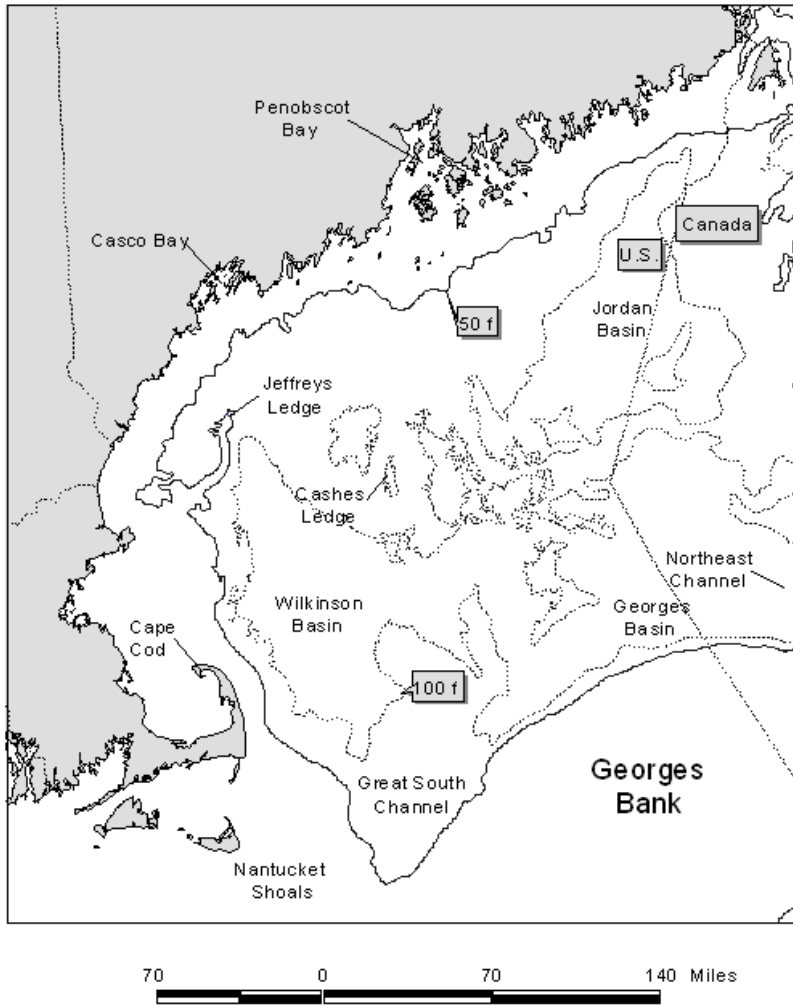 Penobscot
Bay
Canada
Casco Bay
U.S.
Jordan
Basin
50 f
Jeffreys
Ledge
Cashes
Ledge
Northeast
Channel
Wilkinson
Basin
Georges
Basin
Cape
Cod
100 f
Great South
Channel
Georges
Bank
Nantucket
Shoals
70 0 70 140 Miles